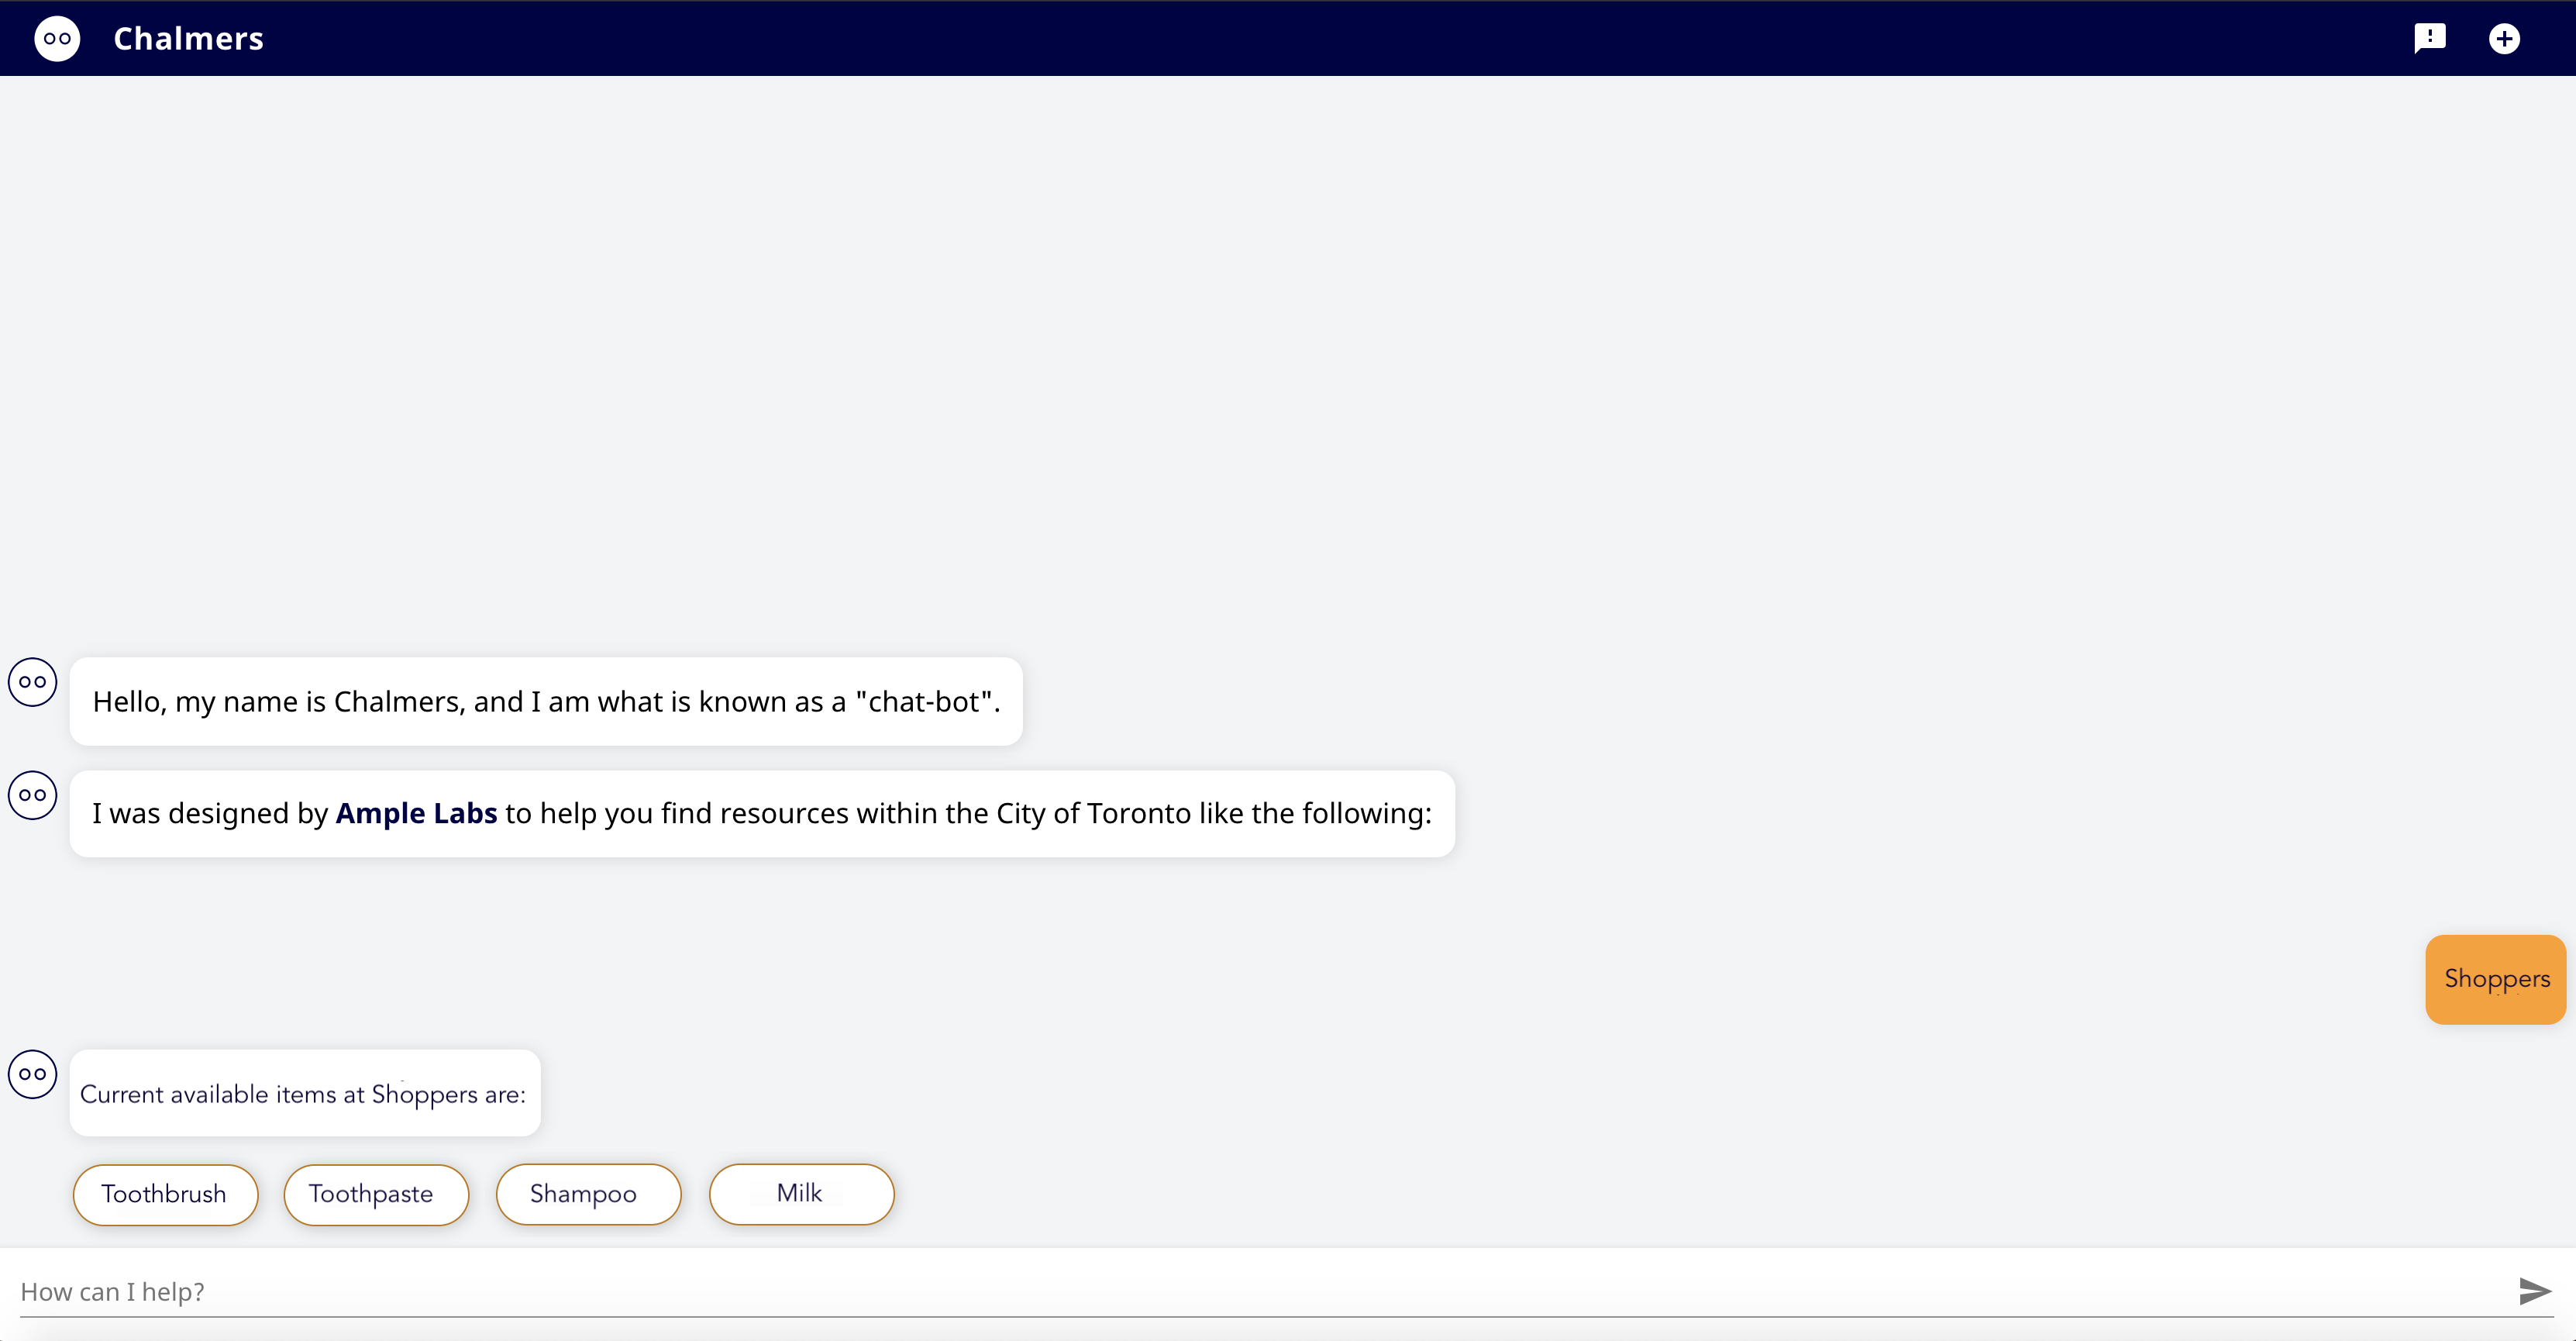 Chalmers
Hello, my name is Chalmers, and I am what is known as a "chat-bot".
I was designed by Ample Labs to help you find resources within the City of Toronto like the following:
Shoppers
Current available items at Shoppers are:
Toothbrush Toothpaste Shampoo Milk
How can I help?